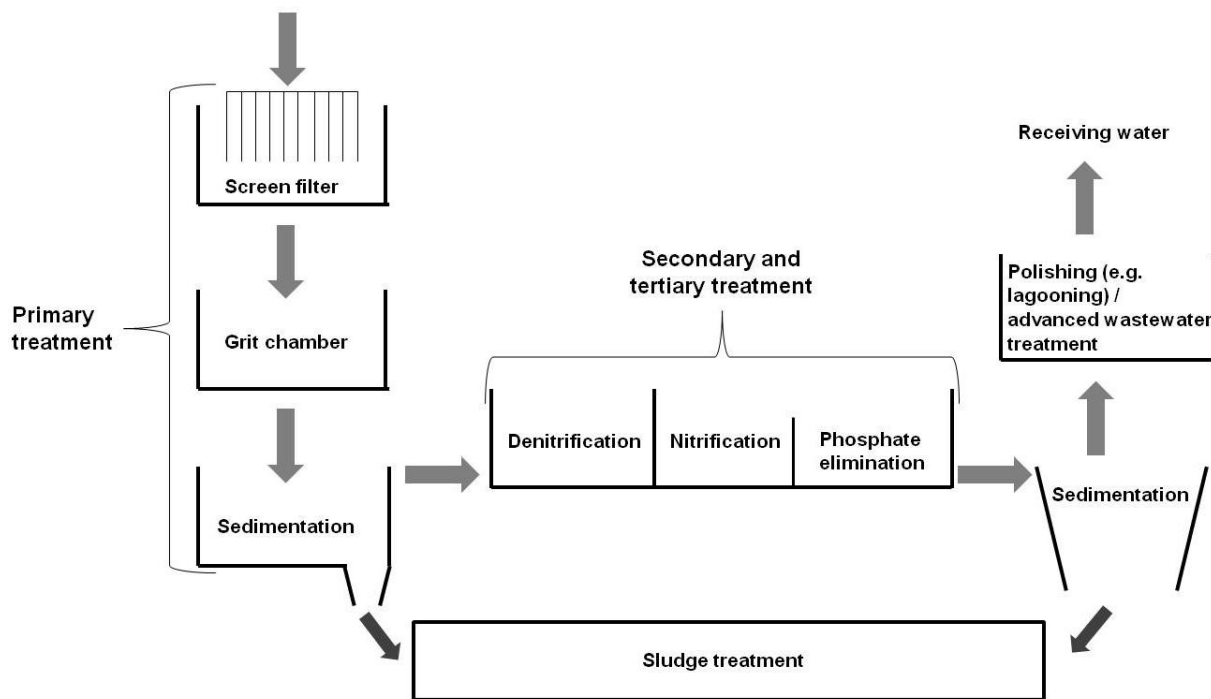 Screen filter
Grit chamber
Sedimentation
Primary
treatment
Secondary and
tertiary treatment
Denitrification
Nitrification
Phosphate
elimination
Sedimentation
Polishing (e.g.
lagooning) /
advanced wastewater
treatment
Receiving water
Sludge treatment